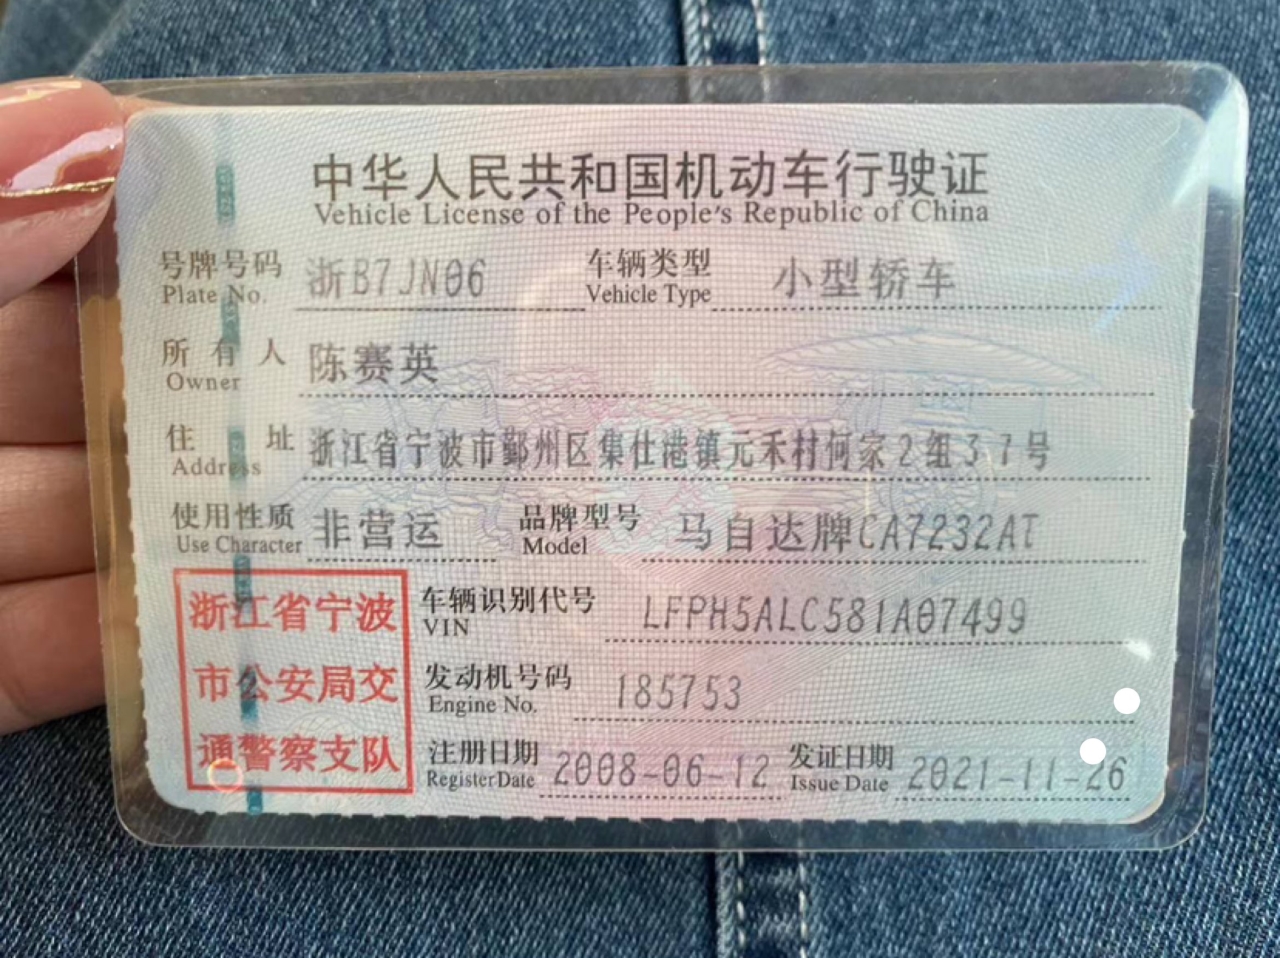 中华人民共和国机动车行驶证
Vehicle License of the People's Republic of China
号牌号码 浙B7JN06 车辆类型 小型轿车
Plate No. Vehicle Type
所有人 陈赛英
Owner
住址 浙江省宁波市鄞州区集仕港镇元禾村何家2组37号
Address
使用性质 非营运 品牌型号 马自达牌CA7232AT
Use Character Model
浙江省宁波
市公安局交
通警察支队
车辆识别代号 LFPH5ALC581A07499
VIN
发动机号码 185753
Engine No.
注册日期 2008-06-12 发证日期 2021-11-26
Register Date Issue Date